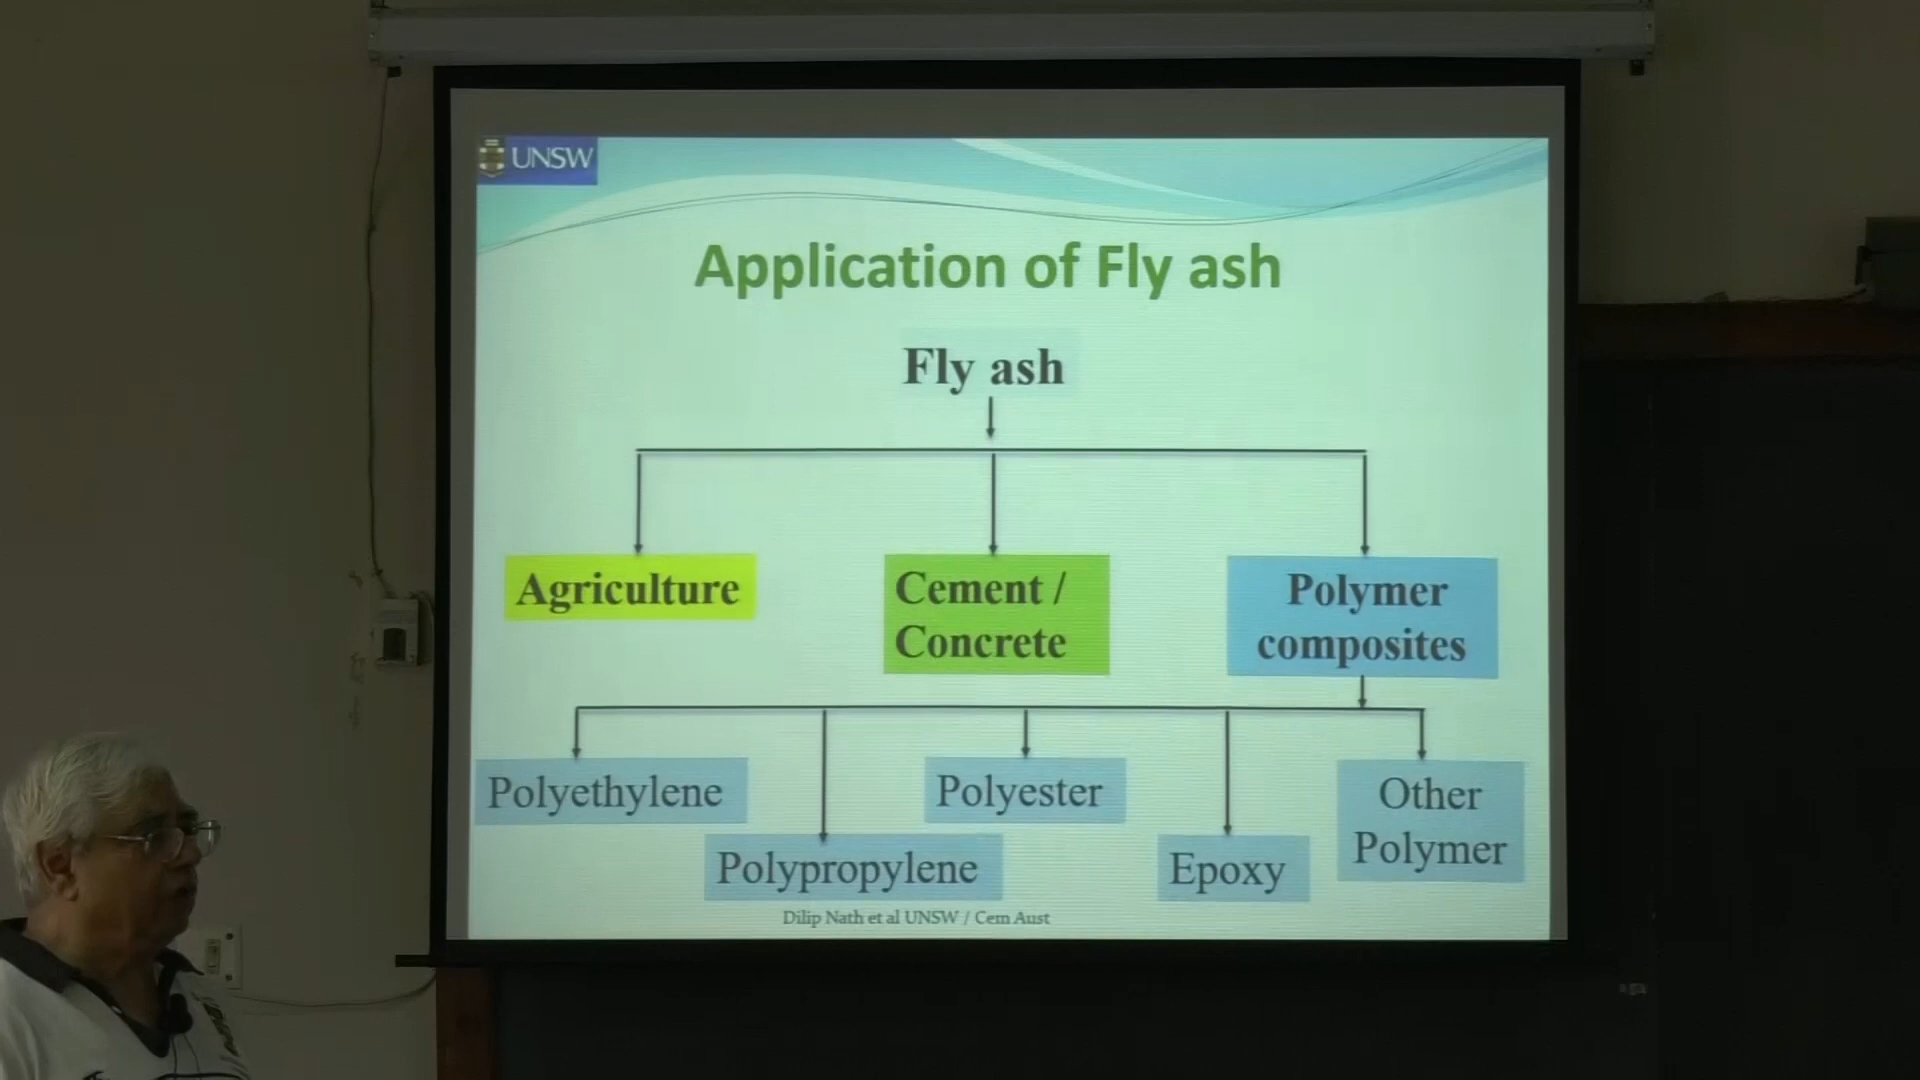 UNSW
Application of Fly ash
Fly ash
Agriculture
Cement /
Concrete
Polymer
composites
Polyethylene
Polypropylene
Polyester
Epoxy
Other
Polymer
Dilip Nath et al UNSW / Cem Aust